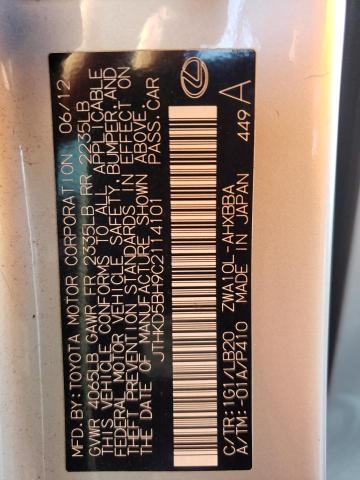 MFD.BY:TOYOTA MOTOR CORPORATION 06/12
GVWR 4065LB GAWR FR 2335LB RR 2235LB
THIS VEHICLE CONFORMS TO ALL APPLICABLE
FEDERAL MOTOR VEHICLE SAFETY, BUMPER, AND
THEFT PREVENTION STANDARDS IN EFFECT ON
THE DATE OF MANUFACTURE SHOWN ABOVE.
JTHKD5BH9C2114101 PASS.CAR
C/TR:1G1/LB20 ZWA10L-AHXBBA
A/TM:-01A/P410 MADE IN JAPAN 449 A